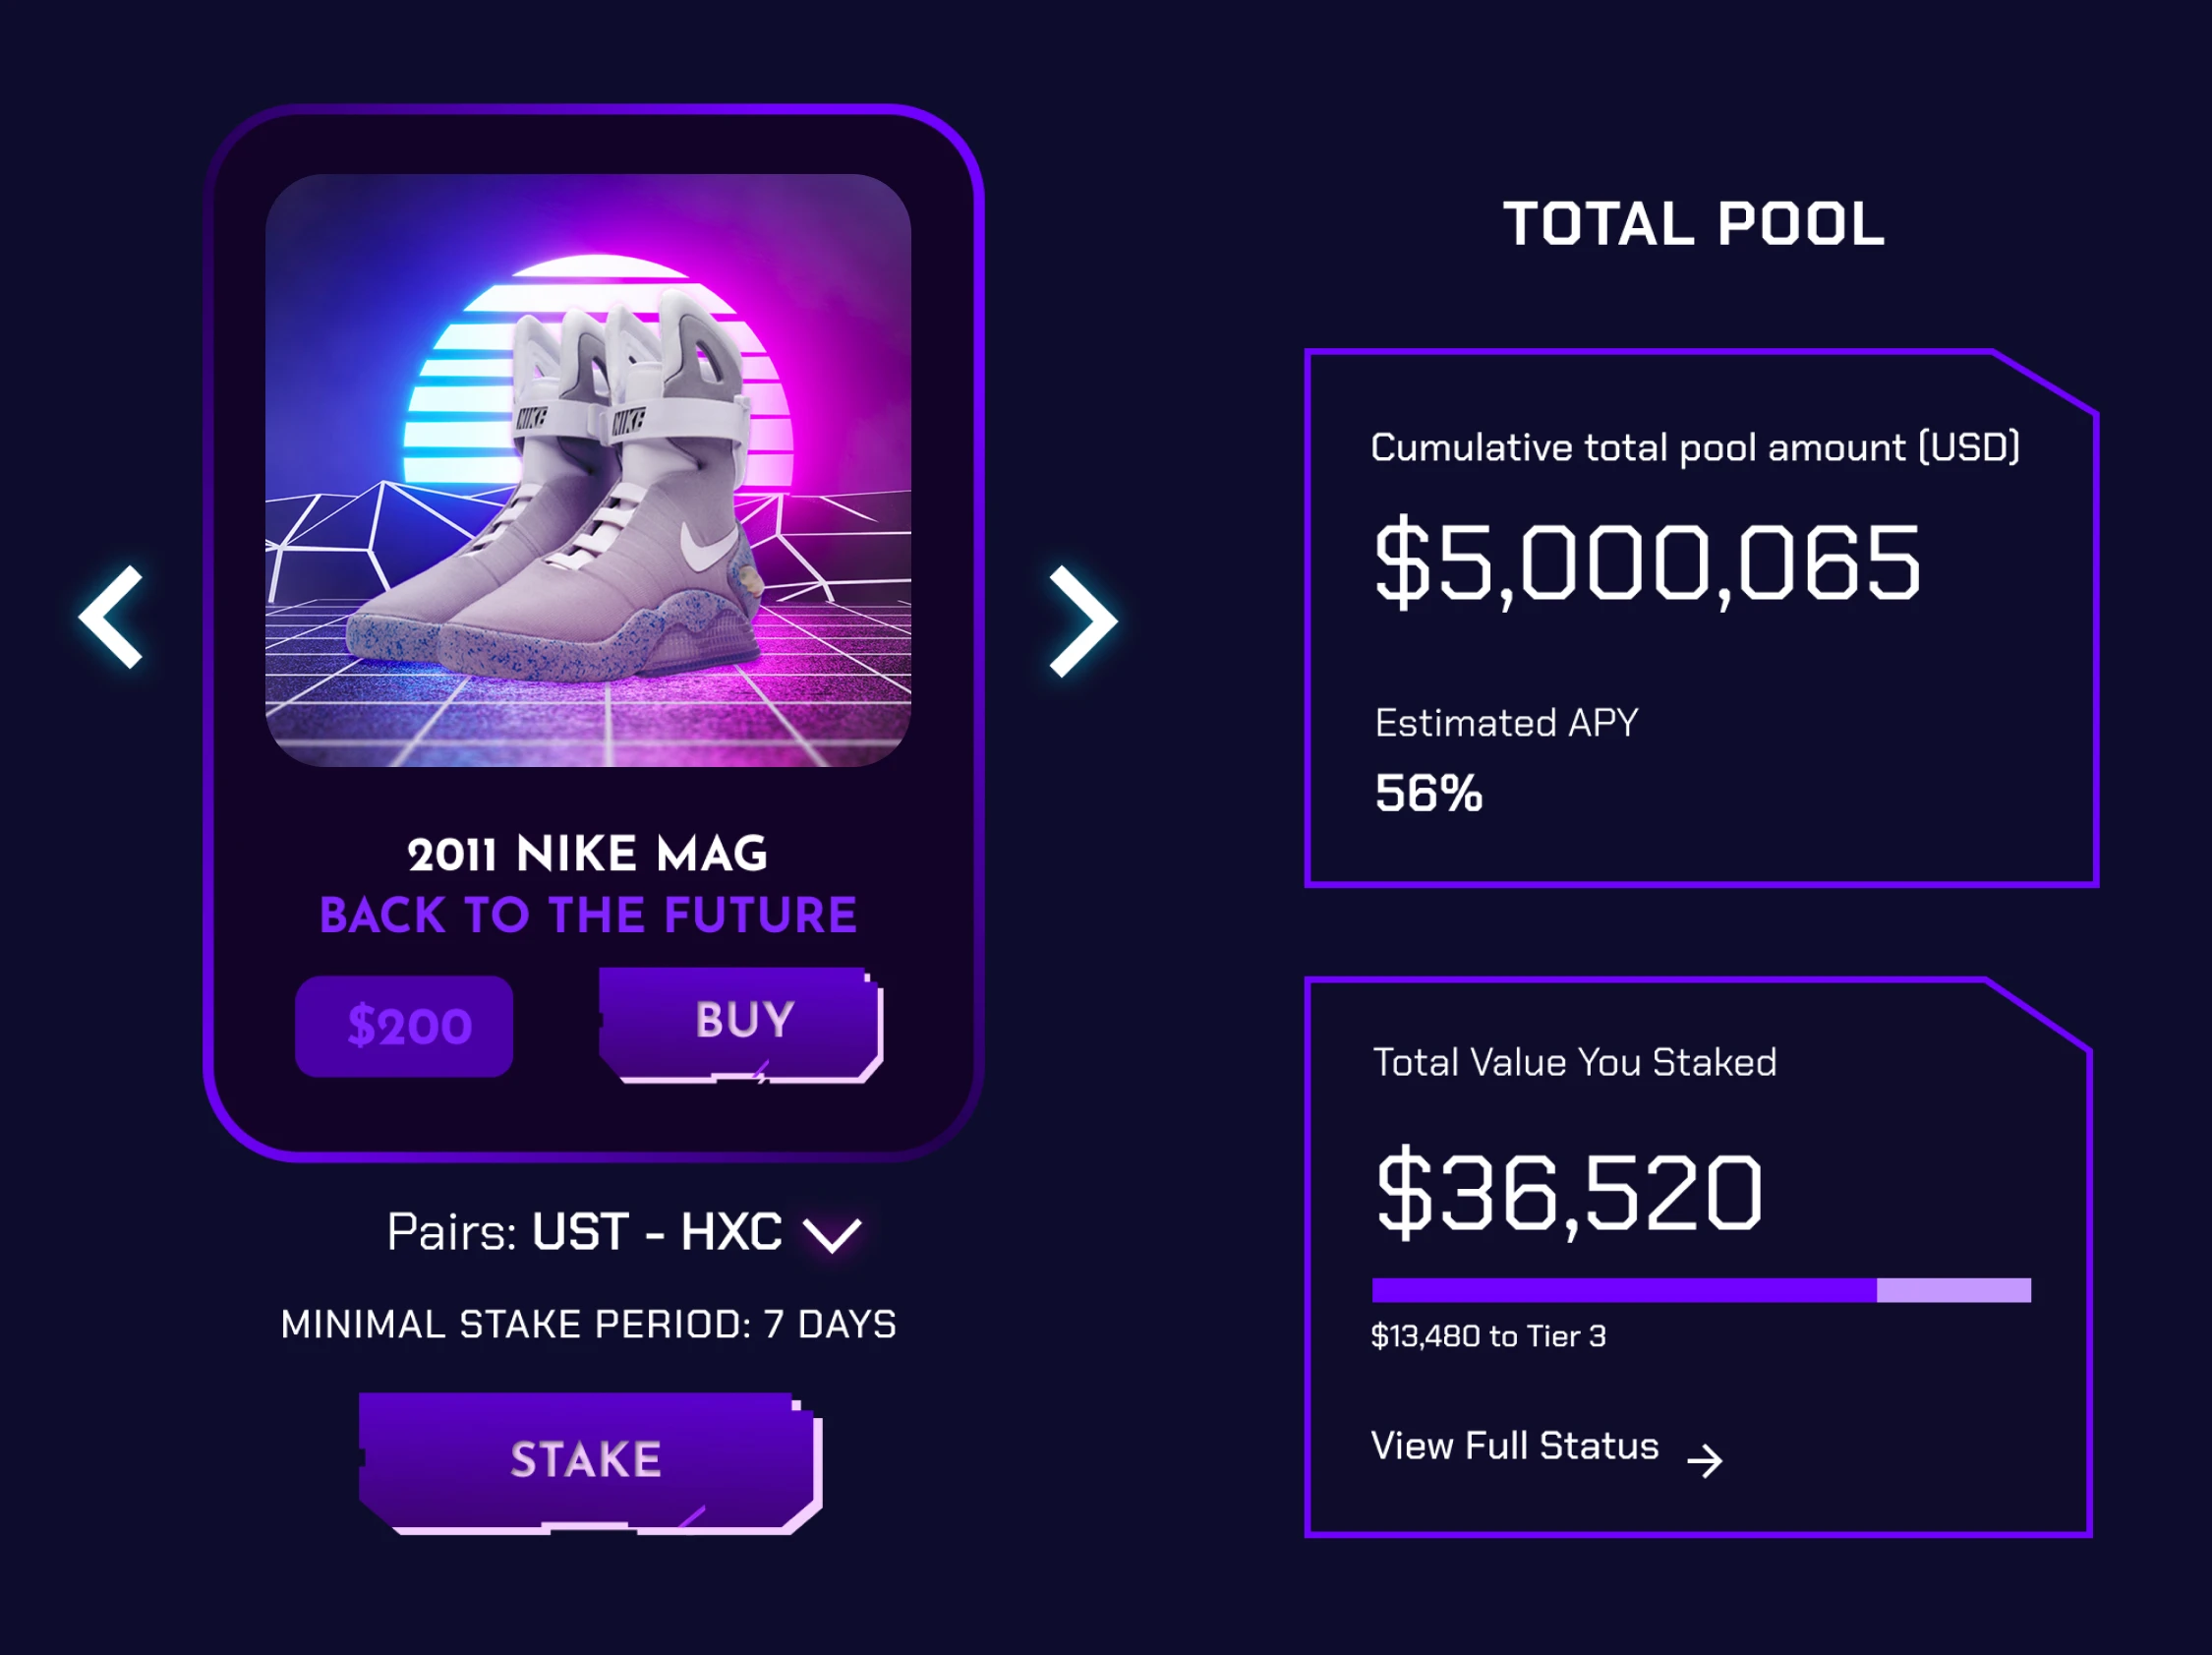 NIKE
NIKE
2011 NIKE MAG
BACK TO THE FUTURE
$200
BUY
Pairs: UST - HXC
MINIMAL STAKE PERIOD: 7 DAYS
STAKE
TOTAL POOL
Cumulative total pool amount (USD)
$5,000,065
Estimated APY
56%
Total Value You Staked
$36,520
$13,480 to Tier 3
View Full Status